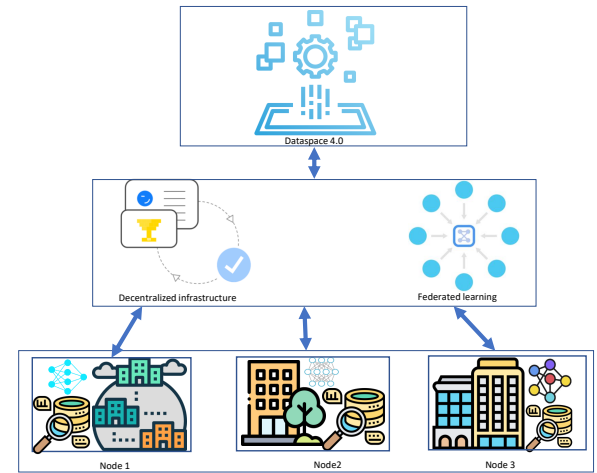 Dataspace 4.0
Decentralized infrastructure
Federated learning
Node 1
Node2
Node 3